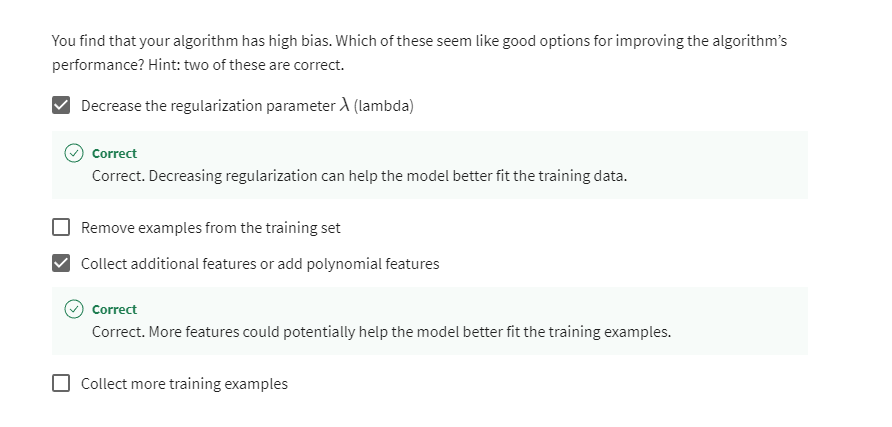 You find that your algorithm has high bias. Which of these seem like good options for improving the algorithm's
performance? Hint: two of these are correct.
Decrease the regularization parameter λ (lambda)
Correct
Correct. Decreasing regularization can help the model better fit the training data.
Remove examples from the training set
Collect additional features or add polynomial features
Correct
Correct. More features could potentially help the model better fit the training examples.
Collect more training examples